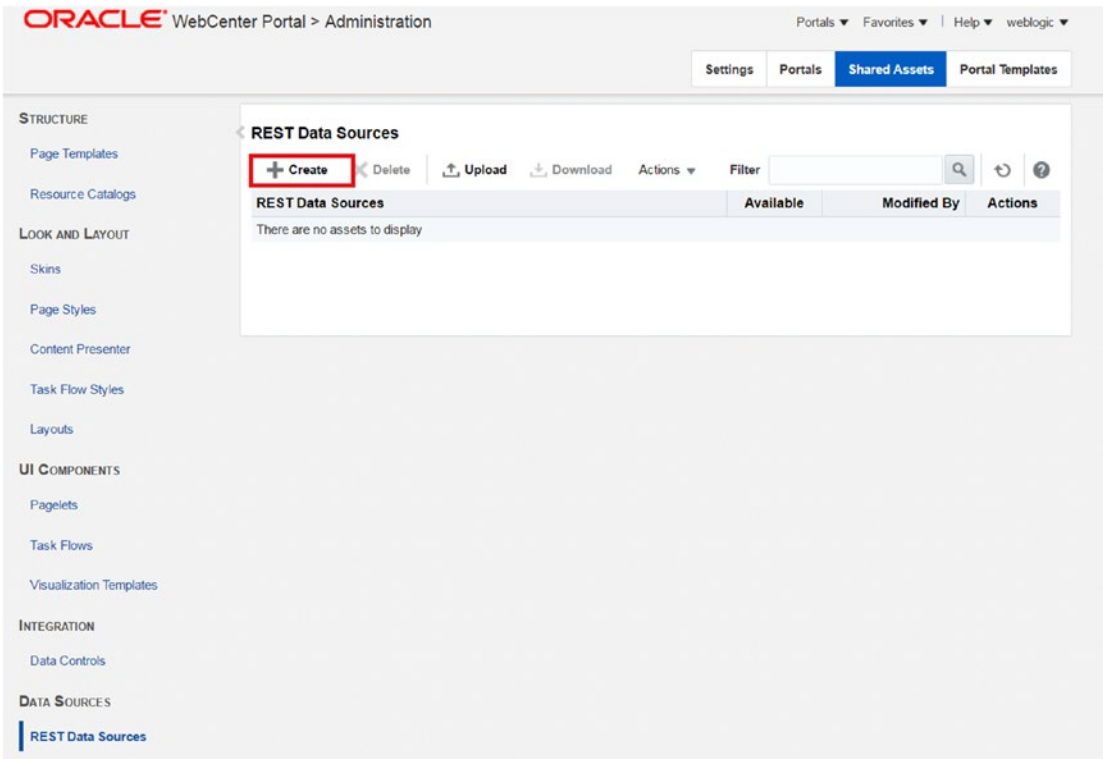 ORACLE WebCenter Portal > Administration
Portals Favorites Help weblogic
Settings Portals Shared Assets Portal Templates
STRUCTURE
Page Templates
Resource Catalogs
LOOK AND LAYOUT
Skins
Page Styles
Content Presenter
Task Flow Styles
Layouts
UI COMPONENTS
Pagelets
Task Flows
Visualization Templates
INTEGRATION
Data Controls
DATA SOURCES
REST Data Sources
REST Data Sources
Create Delete Upload Download Actions Filter
REST Data Sources Available Modified By Actions
There are no assets to display